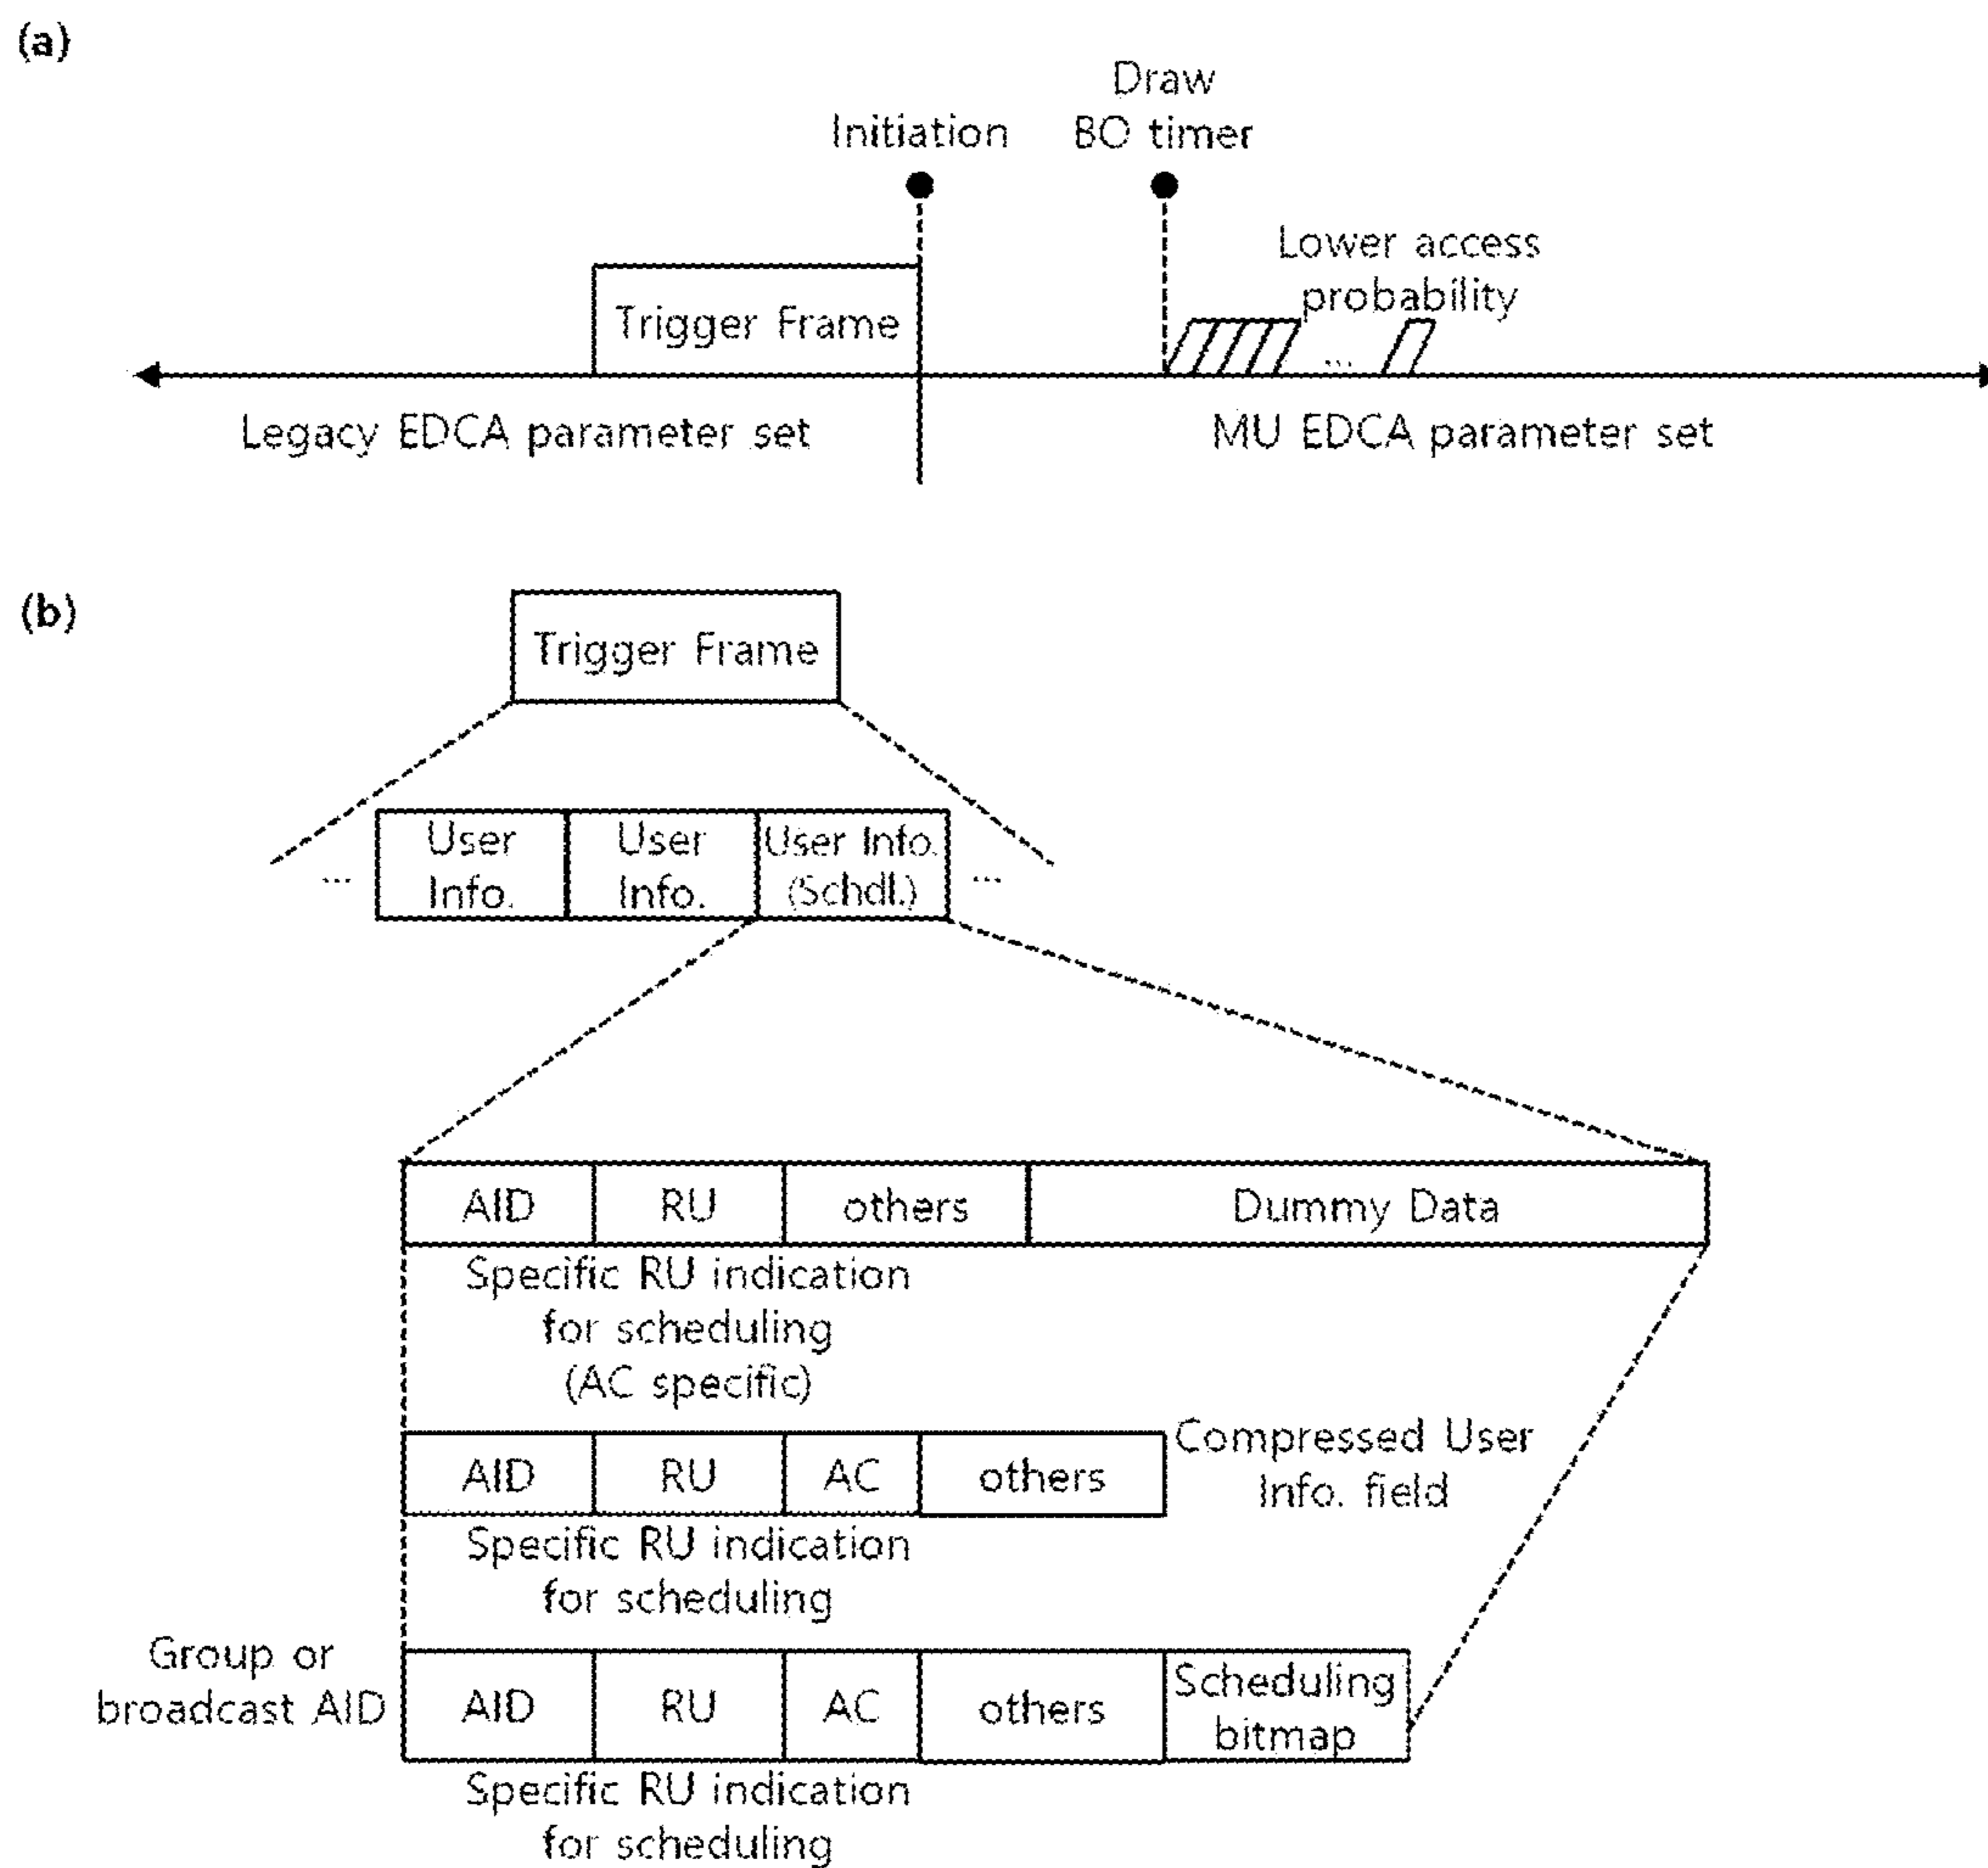 (a)
Draw
BO timer
Initiation
Lower access
probability
Trigger Frame
...
Legacy EDCA parameter set
MU EDCA parameter set
(b)
Trigger Frame
...
User
Info.
User
Info.
User Info.
(Schdl.)
...
AID
RU
others
Dummy Data
Specific RU indication
for scheduling
(AC specific)
AID
RU
AC
others
Compressed User
Info. field
Specific RU indication
for scheduling
Group or
broadcast AID
AID
RU
AC
others
Scheduling
bitmap
Specific RU indication
for scheduling